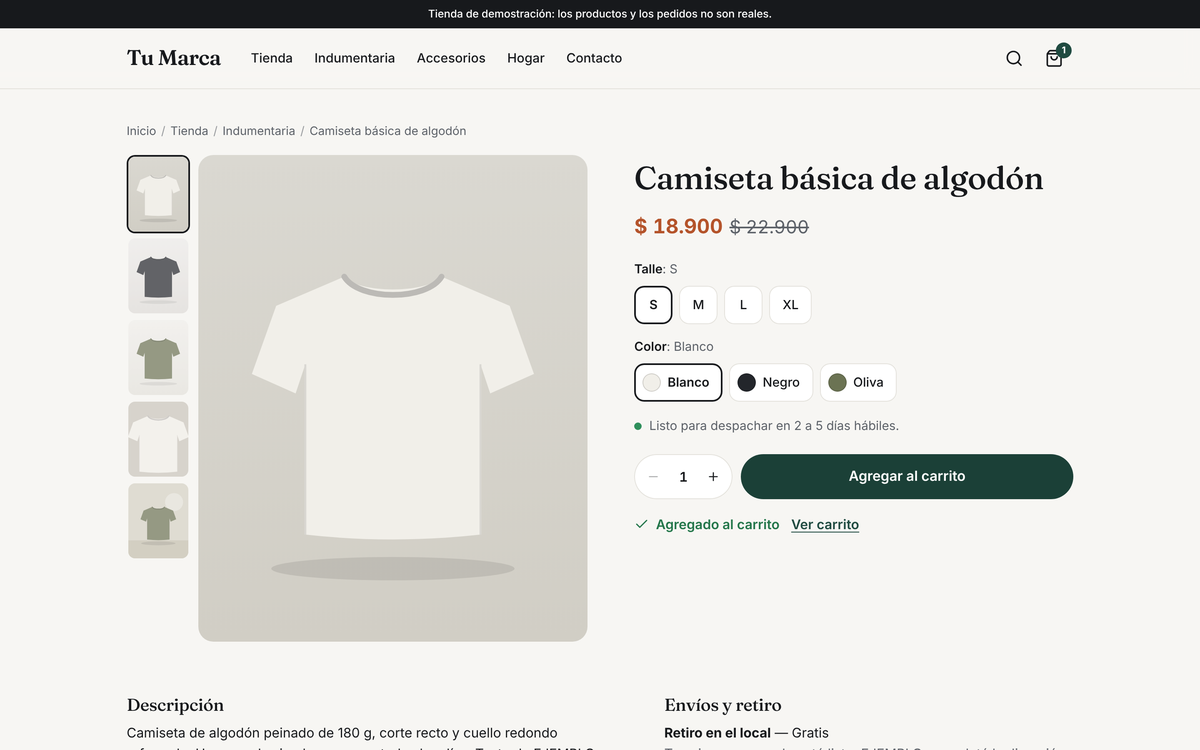 Tienda de demostración: los productos y los pedidos no son reales.
Tu Marca
Tienda
Indumentaria
Accesorios
Hogar
Contacto
1
Inicio / Tienda / Indumentaria / Camiseta básica de algodón
Camiseta básica de algodón
$ 18.900 $ 22.900
Talle: S
S
M
L
XL
Color: Blanco
Blanco
Negro
Oliva
Listo para despachar en 2 a 5 días hábiles.
− 1 +
Agregar al carrito
Agregado al carrito Ver carrito
Descripción
Camiseta de algodón peinado de 180 g, corte recto y cuello redondo
Envíos y retiro
Retiro en el local — Gratis